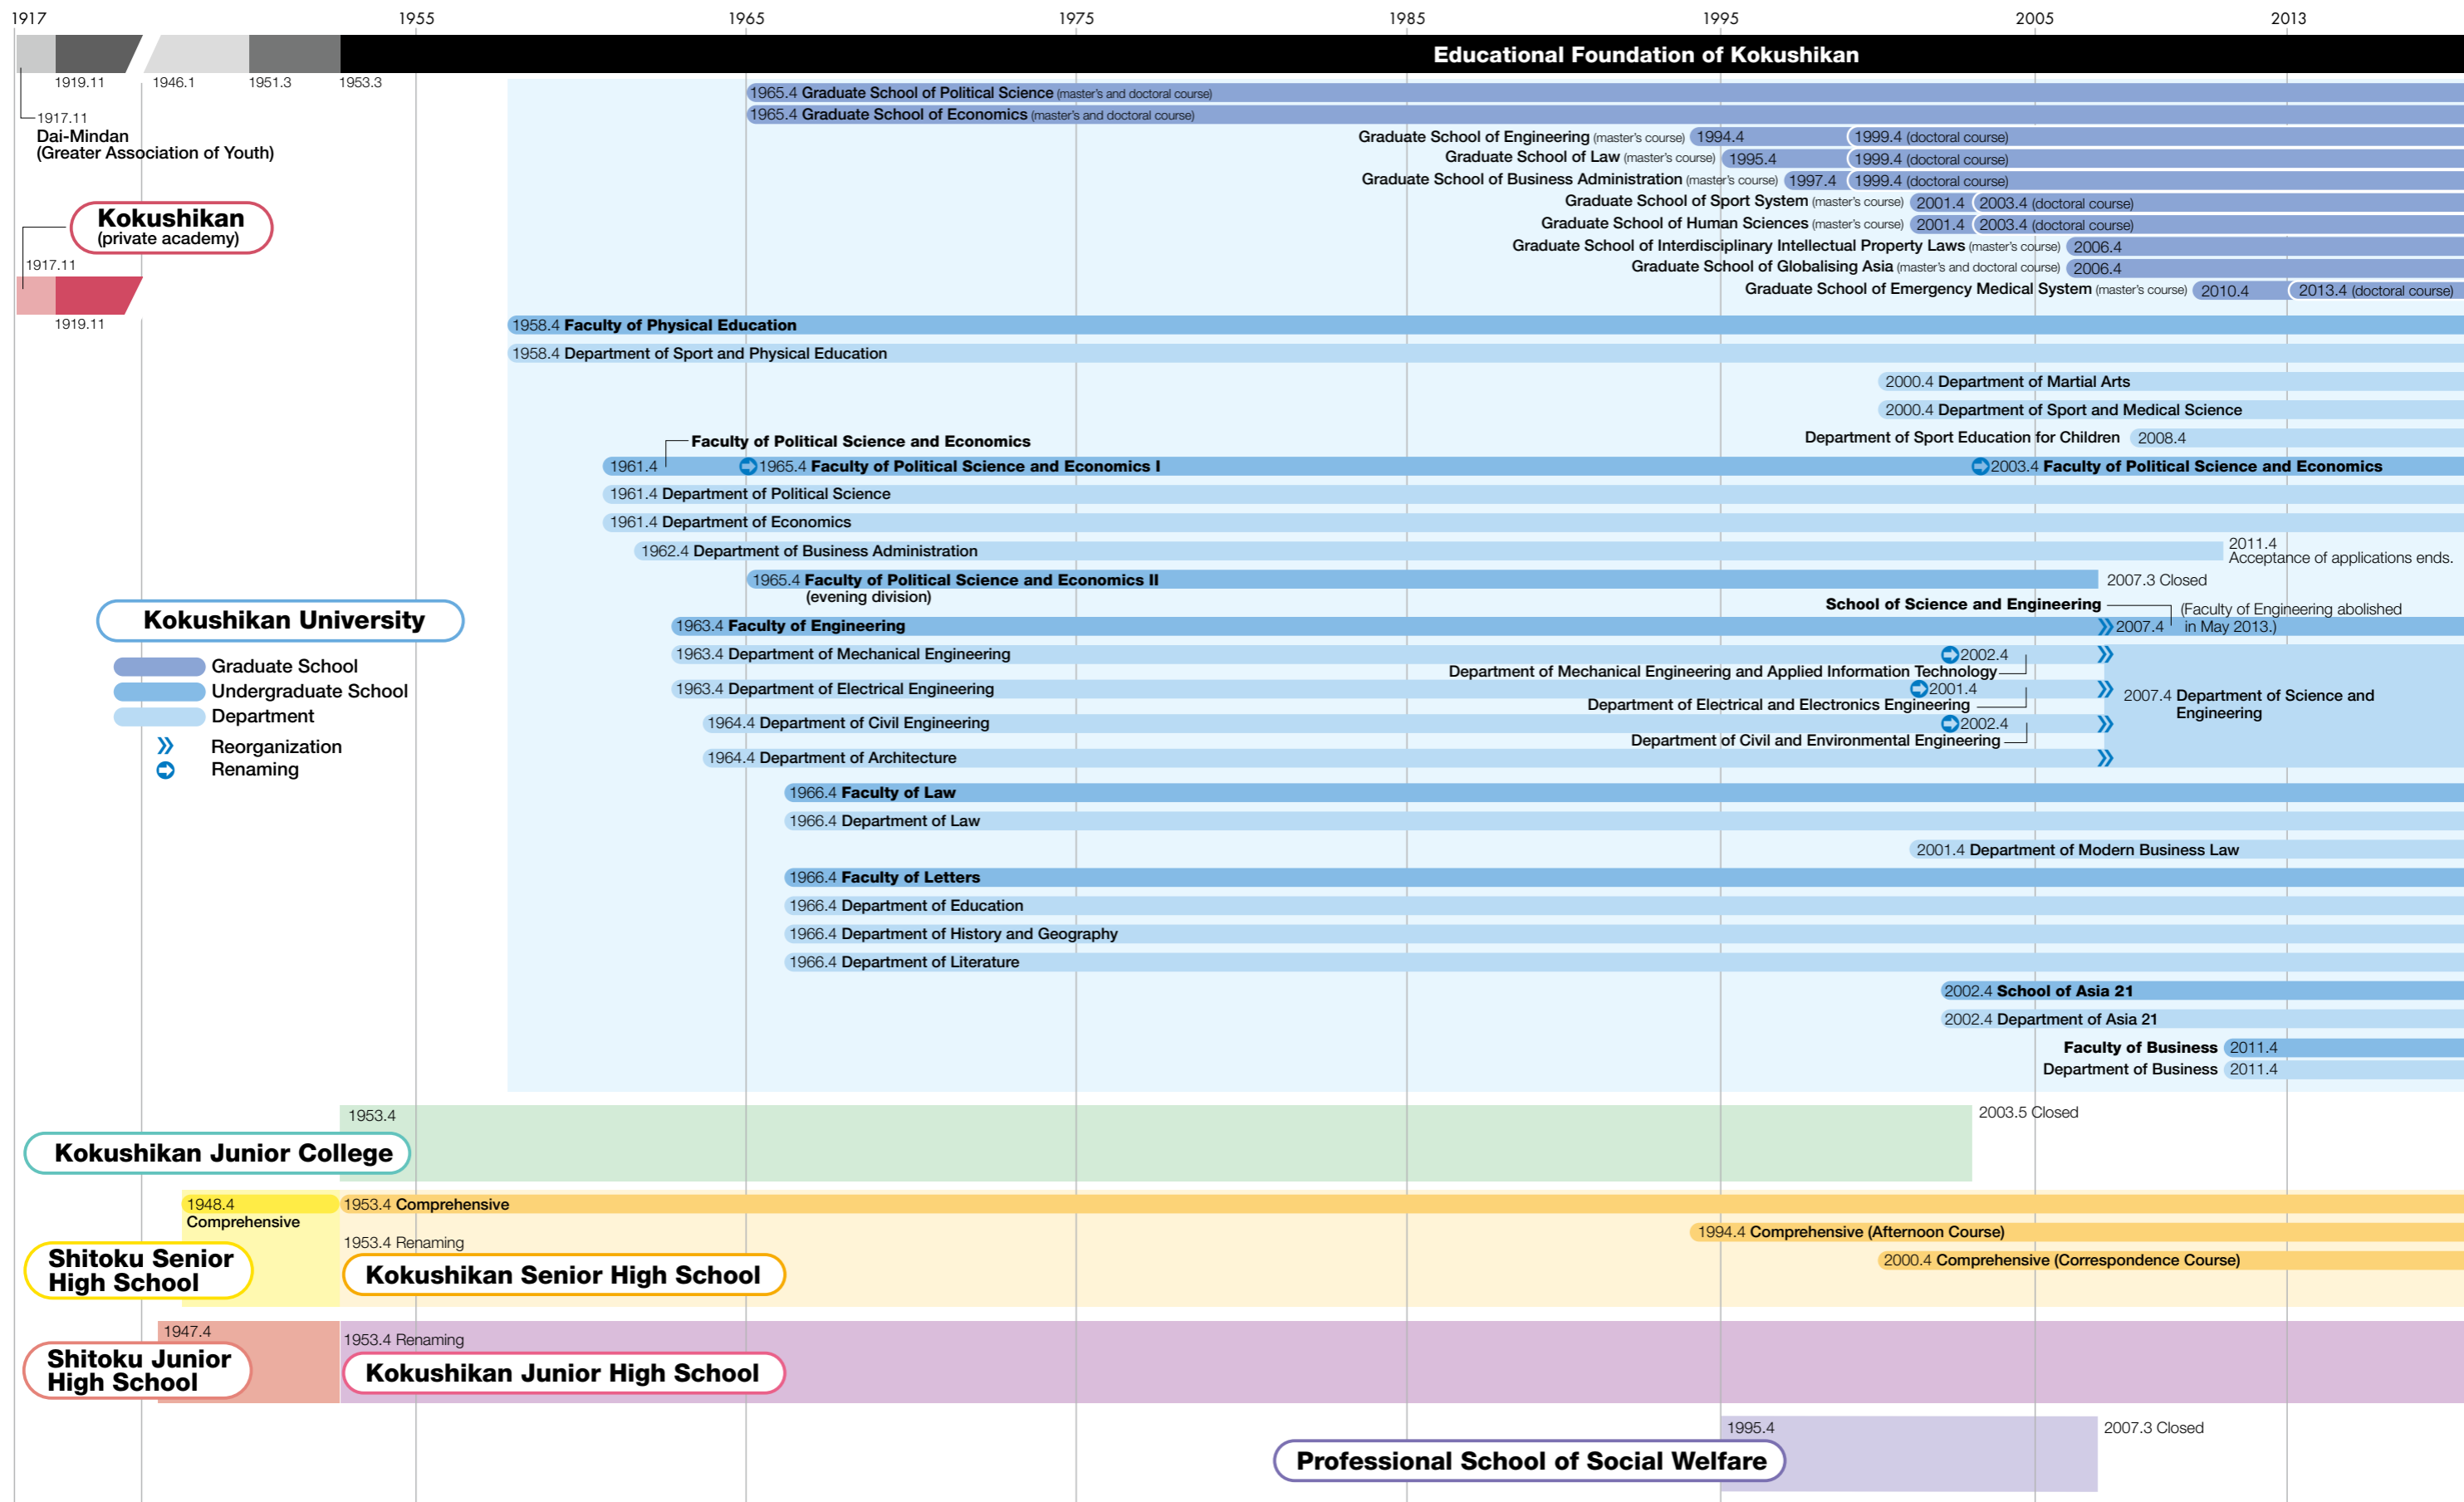 1917 1955 1965 1975 1985 1995 2005 2013
Educational Foundation of Kokushikan
1919.11 1946.1 1951.3 1953.3
1917.11
Dai-Mindan
(Greater Association of Youth)
Kokushikan
(private academy)
1917.11
1919.11
1965.4 Graduate School of Political Science (master's and doctoral course)
1965.4 Graduate School of Economics (master's and doctoral course)
Graduate School of Engineering (master's course) 1994.4 1999.4 (doctoral course)
Graduate School of Law (master's course) 1995.4 1999.4 (doctoral course)
Graduate School of Business Administration (master's course) 1997.4 1999.4 (doctoral course)
Graduate School of Sport System (master's course) 2001.4 2003.4 (doctoral course)
Graduate School of Human Sciences (master's course) 2001.4 2003.4 (doctoral course)
Graduate School of Interdisciplinary Intellectual Property Laws (master's course) 2006.4
Graduate School of Globalising Asia (master's and doctoral course) 2006.4
Graduate School of Emergency Medical System (master's course) 2010.4 2013.4 (doctoral course)
1958.4 Faculty of Physical Education
1958.4 Department of Sport and Physical Education
2000.4 Department of Martial Arts
2000.4 Department of Sport and Medical Science
Department of Sport Education for Children 2008.4
Faculty of Political Science and Economics
1961.4 1965.4 Faculty of Political Science and Economics I 2003.4 Faculty of Political Science and Economics
1961.4 Department of Political Science
1961.4 Department of Economics
1962.4 Department of Business Administration
2011.4
Acceptance of applications ends.
1965.4 Faculty of Political Science and Economics II 2007.3 Closed
(evening division)
Kokushikan University
Graduate School
Undergraduate School
Department
Reorganization
Renaming
School of Science and Engineering
(Faculty of Engineering abolished
in May 2013.)
1963.4 Faculty of Engineering 2007.4
1963.4 Department of Mechanical Engineering 2002.4
Department of Mechanical Engineering and Applied Information Technology
1963.4 Department of Electrical Engineering 2001.4
Department of Electrical and Electronics Engineering
2007.4 Department of Science and
Engineering
1964.4 Department of Civil Engineering 2002.4
Department of Civil and Environmental Engineering
1964.4 Department of Architecture
1966.4 Faculty of Law
1966.4 Department of Law
2001.4 Department of Modern Business Law
1966.4 Faculty of Letters
1966.4 Department of Education
1966.4 Department of History and Geography
1966.4 Department of Literature
2002.4 School of Asia 21
2002.4 Department of Asia 21
Faculty of Business 2011.4
Department of Business 2011.4
1953.4 2003.5 Closed
Kokushikan Junior College
1948.4
Comprehensive
1953.4 Comprehensive
1994.4 Comprehensive (Afternoon Course)
2000.4 Comprehensive (Correspondence Course)
Shitoku Senior
High School
1953.4 Renaming
Kokushikan Senior High School
1947.4
Shitoku Junior
High School
1953.4 Renaming
Kokushikan Junior High School
1995.4 2007.3 Closed
Professional School of Social Welfare